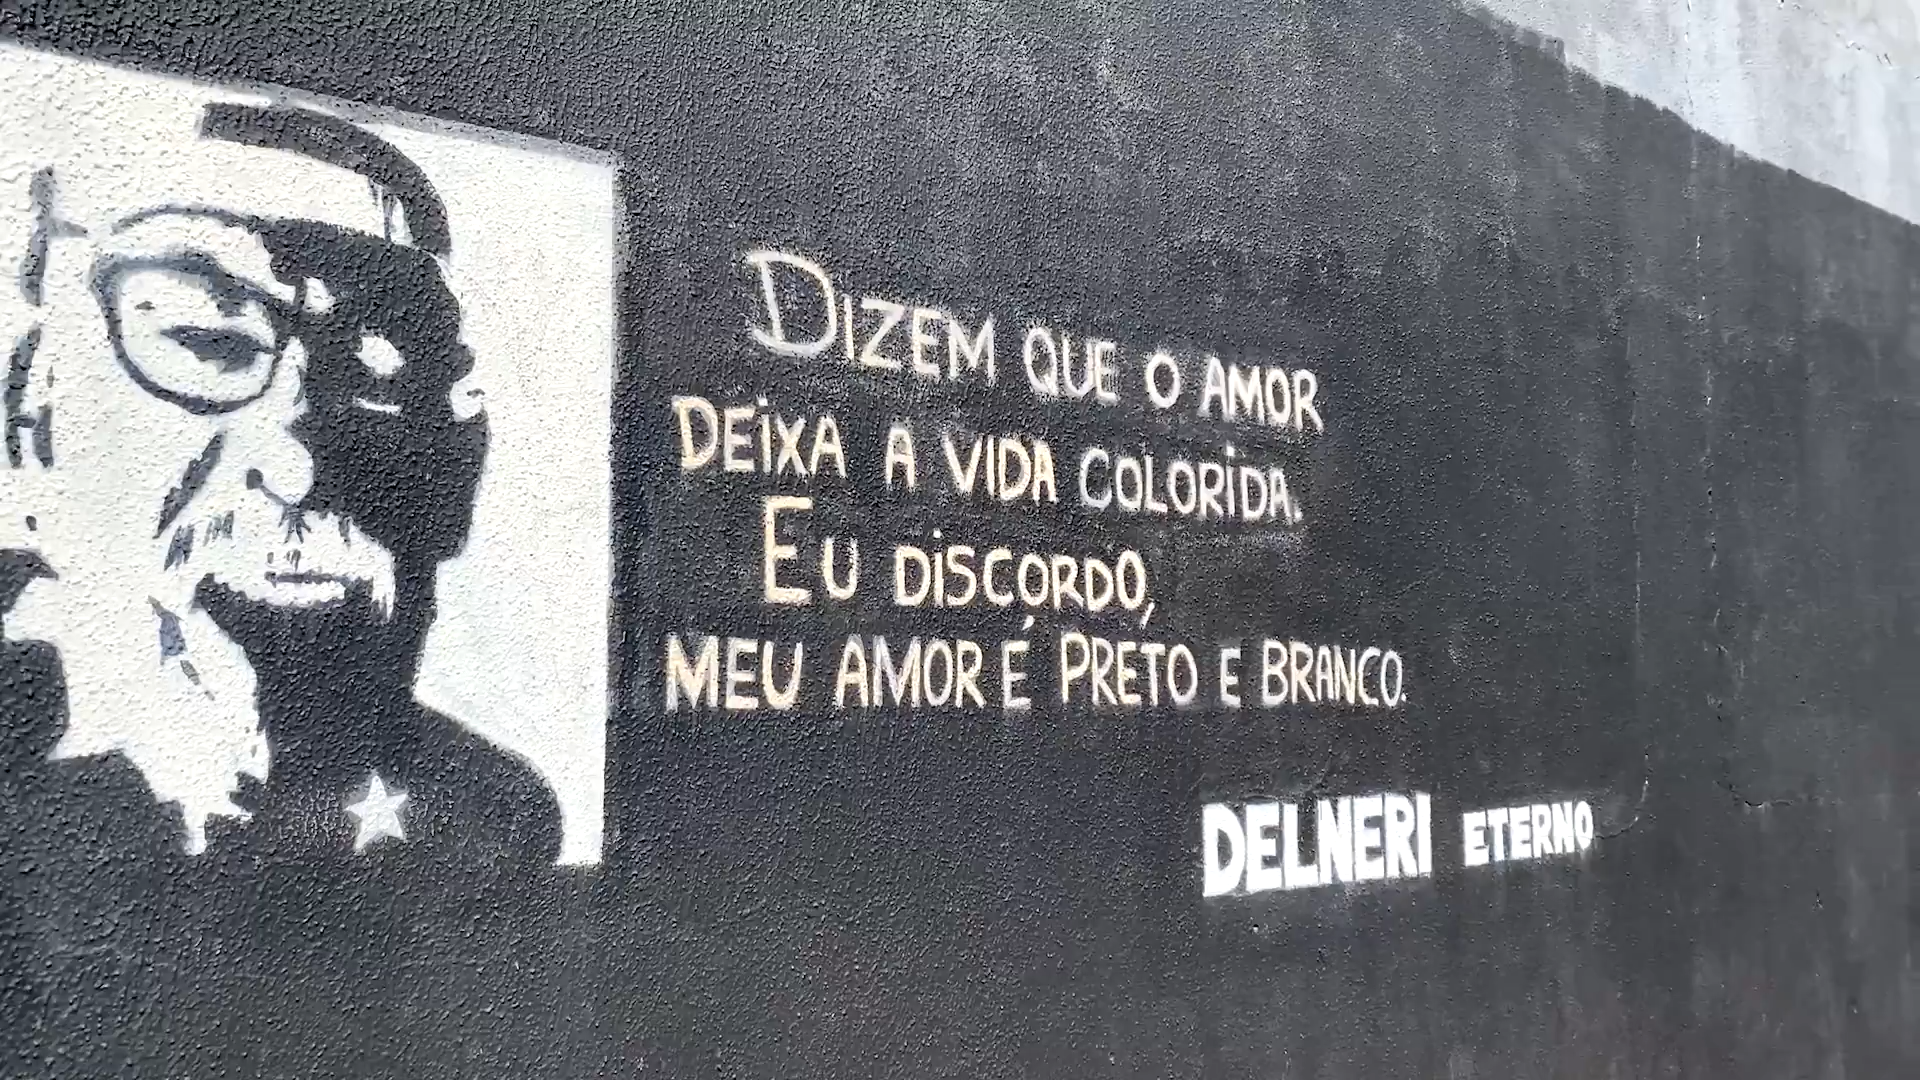 DIZEM QUE O AMOR
DEIXA A VIDA COLORIDA.
EU DISCORDO,
MEU AMOR É PRETO E BRANCO.
DELNERI ETERNO